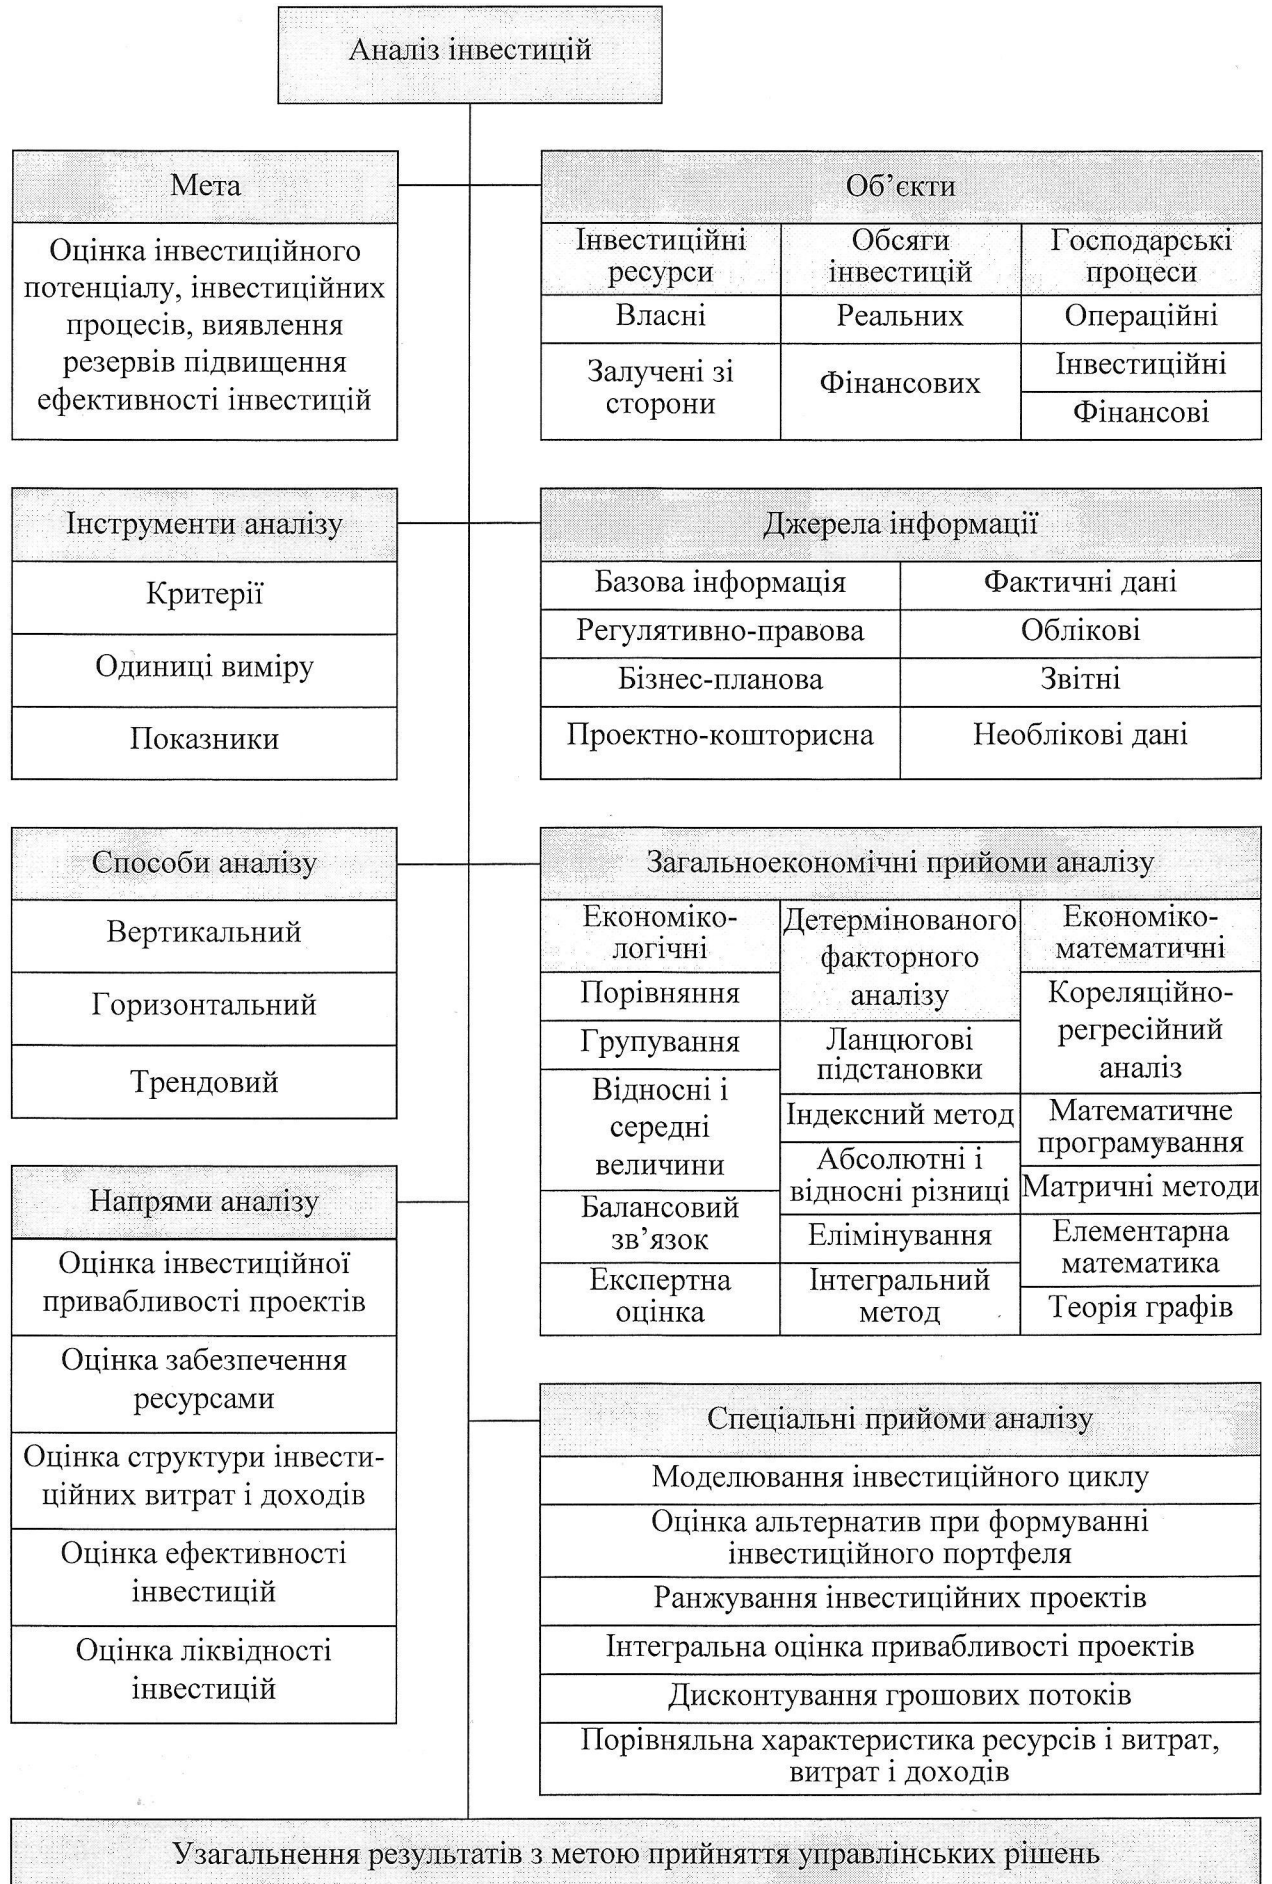 Аналіз інвестицій
Мета
Оцінка інвестиційного
потенціалу, інвестиційних
процесів, виявлення
резервів підвищення
ефективності інвестицій
Об’єкти
Інвестиційні
ресурси
Власні
Залучені зі
сторони
Обсяги
інвестицій
Реальних
Фінансових
Господарські
процеси
Операційні
Інвестиційні
Фінансові
Інструменти аналізу
Критерії
Одиниці виміру
Показники
Джерела інформації
Базова інформація
Регулятивно-правова
Бізнес-планова
Проектно-кошторисна
Фактичні дані
Облікові
Звітні
Необлікові дані
Способи аналізу
Вертикальний
Горизонтальний
Трендовий
Загальноекономічні прийоми аналізу
Економіко-
логічні
Порівняння
Групування
Відносні і
середні
величини
Балансовий
зв’язок
Експертна
оцінка
Детермінованого
факторного
аналізу
Ланцюгові
підстановки
Індексний метод
Абсолютні і
відносні різниці
Елімінування
Інтегральний
метод
Економіко-
математичні
Кореляційно-
регресійний
аналіз
Математичне
програмування
Матричні методи
Елементарна
математика
Теорія графів
Напрями аналізу
Оцінка інвестиційної
привабливості проектів
Оцінка забезпечення
ресурсами
Оцінка структури інвести-
ційних витрат і доходів
Оцінка ефективності
інвестицій
Оцінка ліквідності
інвестицій
Спеціальні прийоми аналізу
Моделювання інвестиційного циклу
Оцінка альтернатив при формуванні
інвестиційного портфеля
Ранжування інвестиційних проектів
Інтегральна оцінка привабливості проектів
Дисконтування грошових потоків
Порівняльна характеристика ресурсів і витрат,
витрат і доходів
Узагальнення результатів з метою прийняття управлінських рішень